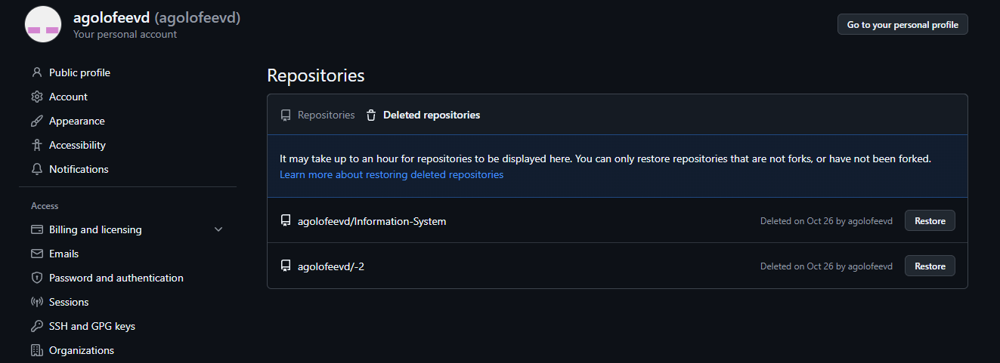 agolofeevd (agolofeevd)
Your personal account
Go to your personal profile
Public profile
Account
Appearance
Accessibility
Notifications
Access
Billing and licensing
Emails
Password and authentication
Sessions
SSH and GPG keys
Organizations
Repositories
Repositories Deleted repositories
It may take up to an hour for repositories to be displayed here. You can only restore repositories that are not forks, or have not been forked.
Learn more about restoring deleted repositories
agolofeevd/Information-System Deleted on Oct 26 by agolofeevd Restore
agolofeevd/-2 Deleted on Oct 26 by agolofeevd Restore